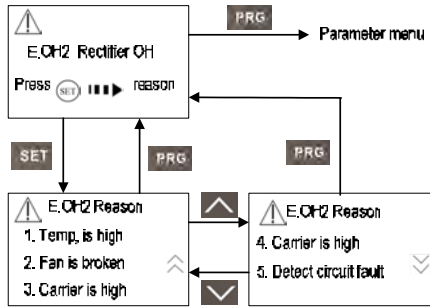 PRG
Parameter menu
E.OH2 Rectifier OH
Press SET reason
SET
PRG
PRG
E.OH2 Reason
1. Temp, is high
2. Fan is broken
3. Carrier is high
E.OH2 Reason
4. Carrier is high
5. Detect circuit fault